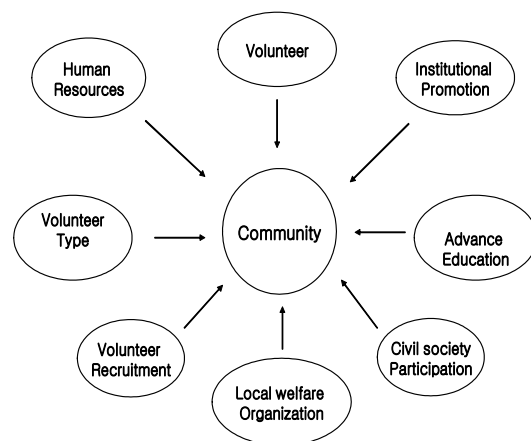 Volunteer
Human
Resources
Institutional
Promotion
Volunteer
Type
Community
Advance
Education
Volunteer
Recruitment
Civil society
Participation
Local welfare
Organization